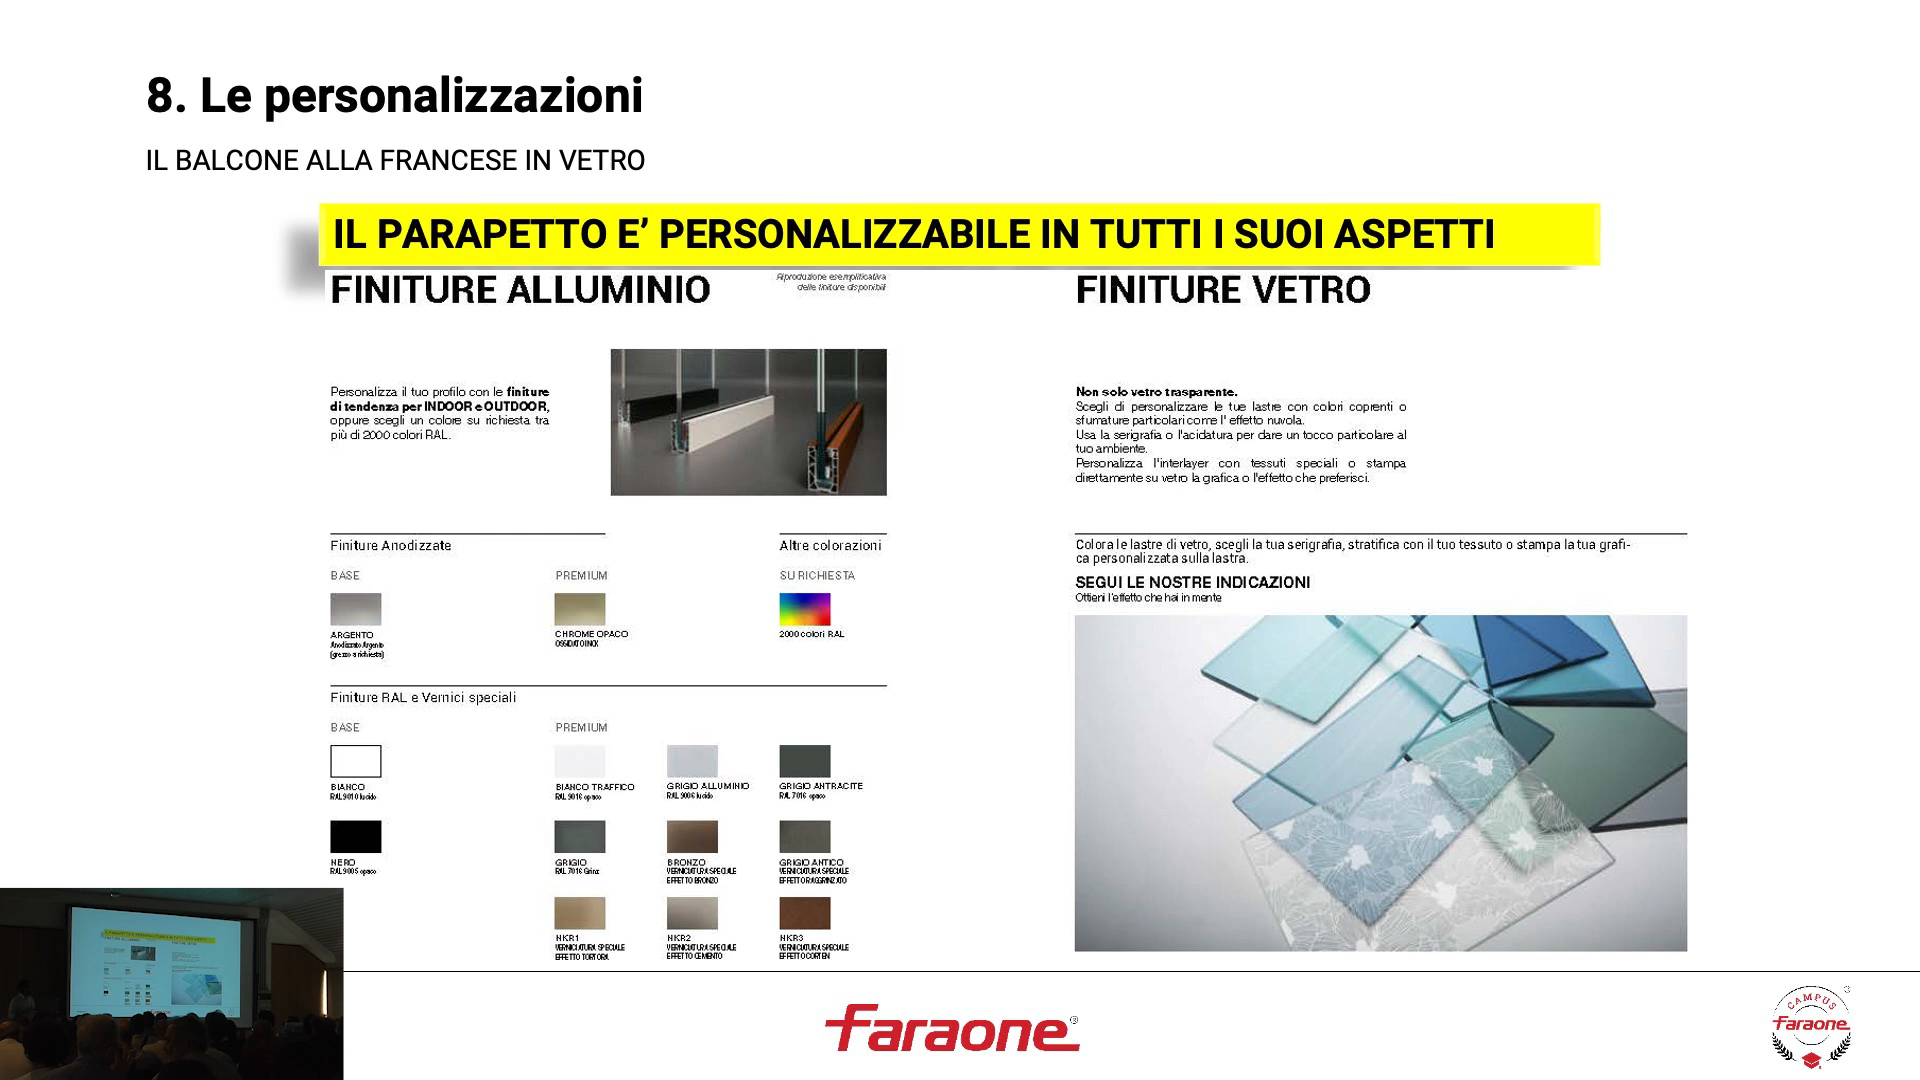 8. Le personalizzazioni
IL BALCONE ALLA FRANCESE IN VETRO
IL PARAPETTO E’ PERSONALIZZABILE IN TUTTI I SUOI ASPETTI
FINITURE ALLUMINIO
Riproduzione esemplificativa
delle finiture disponibili
Personalizza il tuo profilo con le finiture
di tendenza per INDOOR e OUTDOOR,
oppure scegli un colore su richiesta tra
più di 2000 colori RAL.
Finiture Anodizzate
Altre colorazioni
BASE
PREMIUM
SU RICHIESTA
ARGENTO
Anodizzato Argento
(grezzo a richiesta)
CHROME OPACO
OSSIDATO INOX
2000 colori RAL
Finiture RAL e Vernici speciali
BASE
PREMIUM
BIANCO
RAL 9010 lucido
BIANCO TRAFFICO
RAL 9016 opaco
GRIGIO ALLUMINIO
RAL 9006 lucido
GRIGIO ANTRACITE
RAL 7016 opaco
NERO
RAL 9005 opaco
GRIGIO
RAL 7016 Grinz
BRONZO
VERNICIATURA SPECIALE
EFFETTO BRONZO
GRIGIO ANTICO
VERNICIATURA SPECIALE
EFFETTO RAGGRINZATO
NKR1
VERNICIATURA SPECIALE
EFFETTO TORTORA
NKR2
VERNICIATURA SPECIALE
EFFETTO CEMENTO
NKR3
VERNICIATURA SPECIALE
EFFETTO CORTEN
FINITURE VETRO
Non solo vetro trasparente.
Scegli di personalizzare le tue lastre con colori coprenti o
sfumature particolari come l' effetto nuvola.
Usa la serigrafia o l'acidatura per dare un tocco particolare al
tuo ambiente.
Personalizza l'interlayer con tessuti speciali o stampa
direttamente su vetro la grafica o l'effetto che preferisci.
Colora le lastre di vetro, scegli la tua serigrafia, stratifica con il tuo tessuto o stampa la tua grafi-
ca personalizzata sulla lastra.
SEGUI LE NOSTRE INDICAZIONI
Ottieni l'effetto che hai in mente
faraone®
CAMPUS
faraone